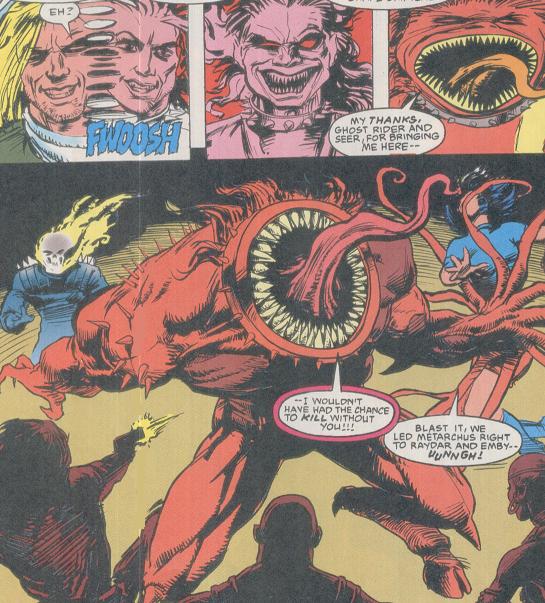 EH?
FWOOSH
MY THANKS,
GHOST RIDER AND
SEER, FOR BRINGING
ME HERE--
--I WOULDN'T
HAVE HAD THE CHANCE
TO KILL WITHOUT
YOU!!!
BLAST IT, WE
LED METARCHUS RIGHT
TO RAYDAR AND EMBY--
UUNNGH!